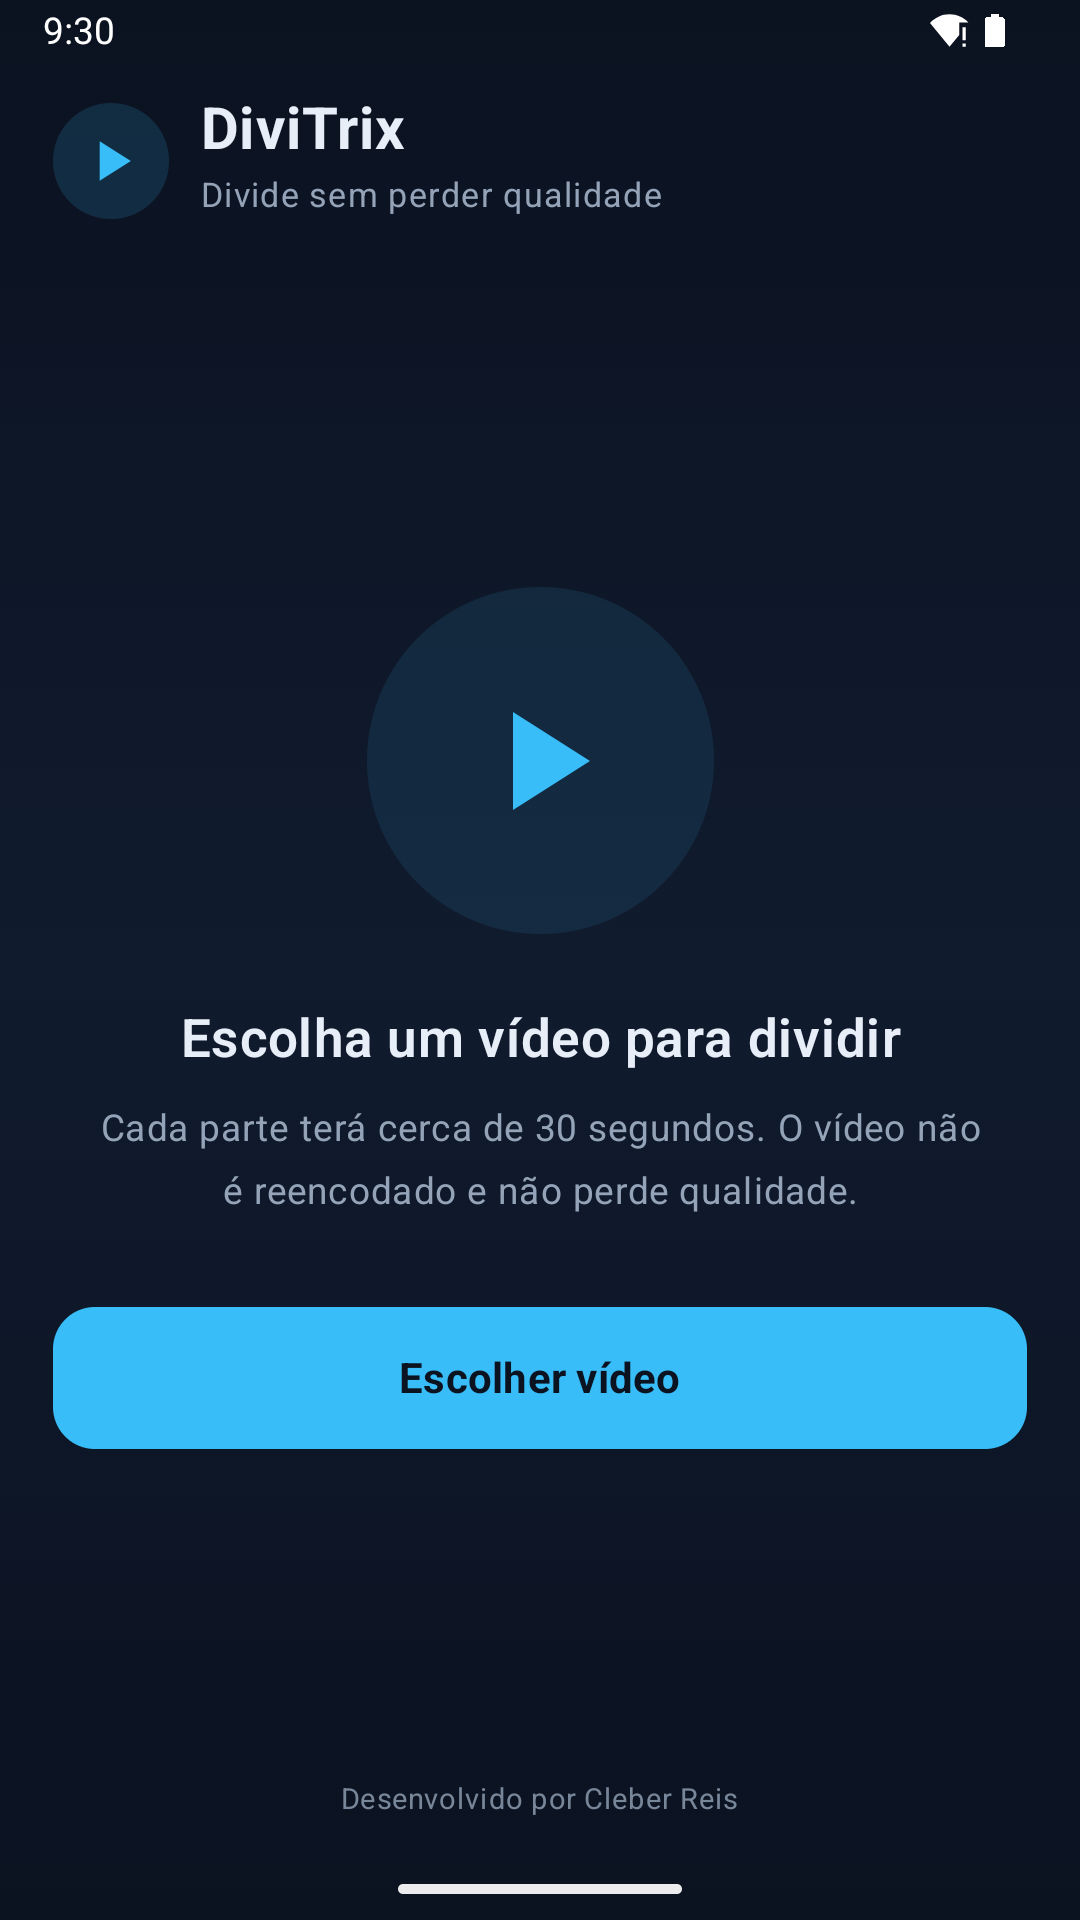 9:30
DiviTrix
Divide sem perder qualidade
Escolha um vídeo para dividir
Cada parte terá cerca de 30 segundos. O vídeo não
é reencodado e não perde qualidade.
Escolher vídeo
Desenvolvido por Cleber Reis